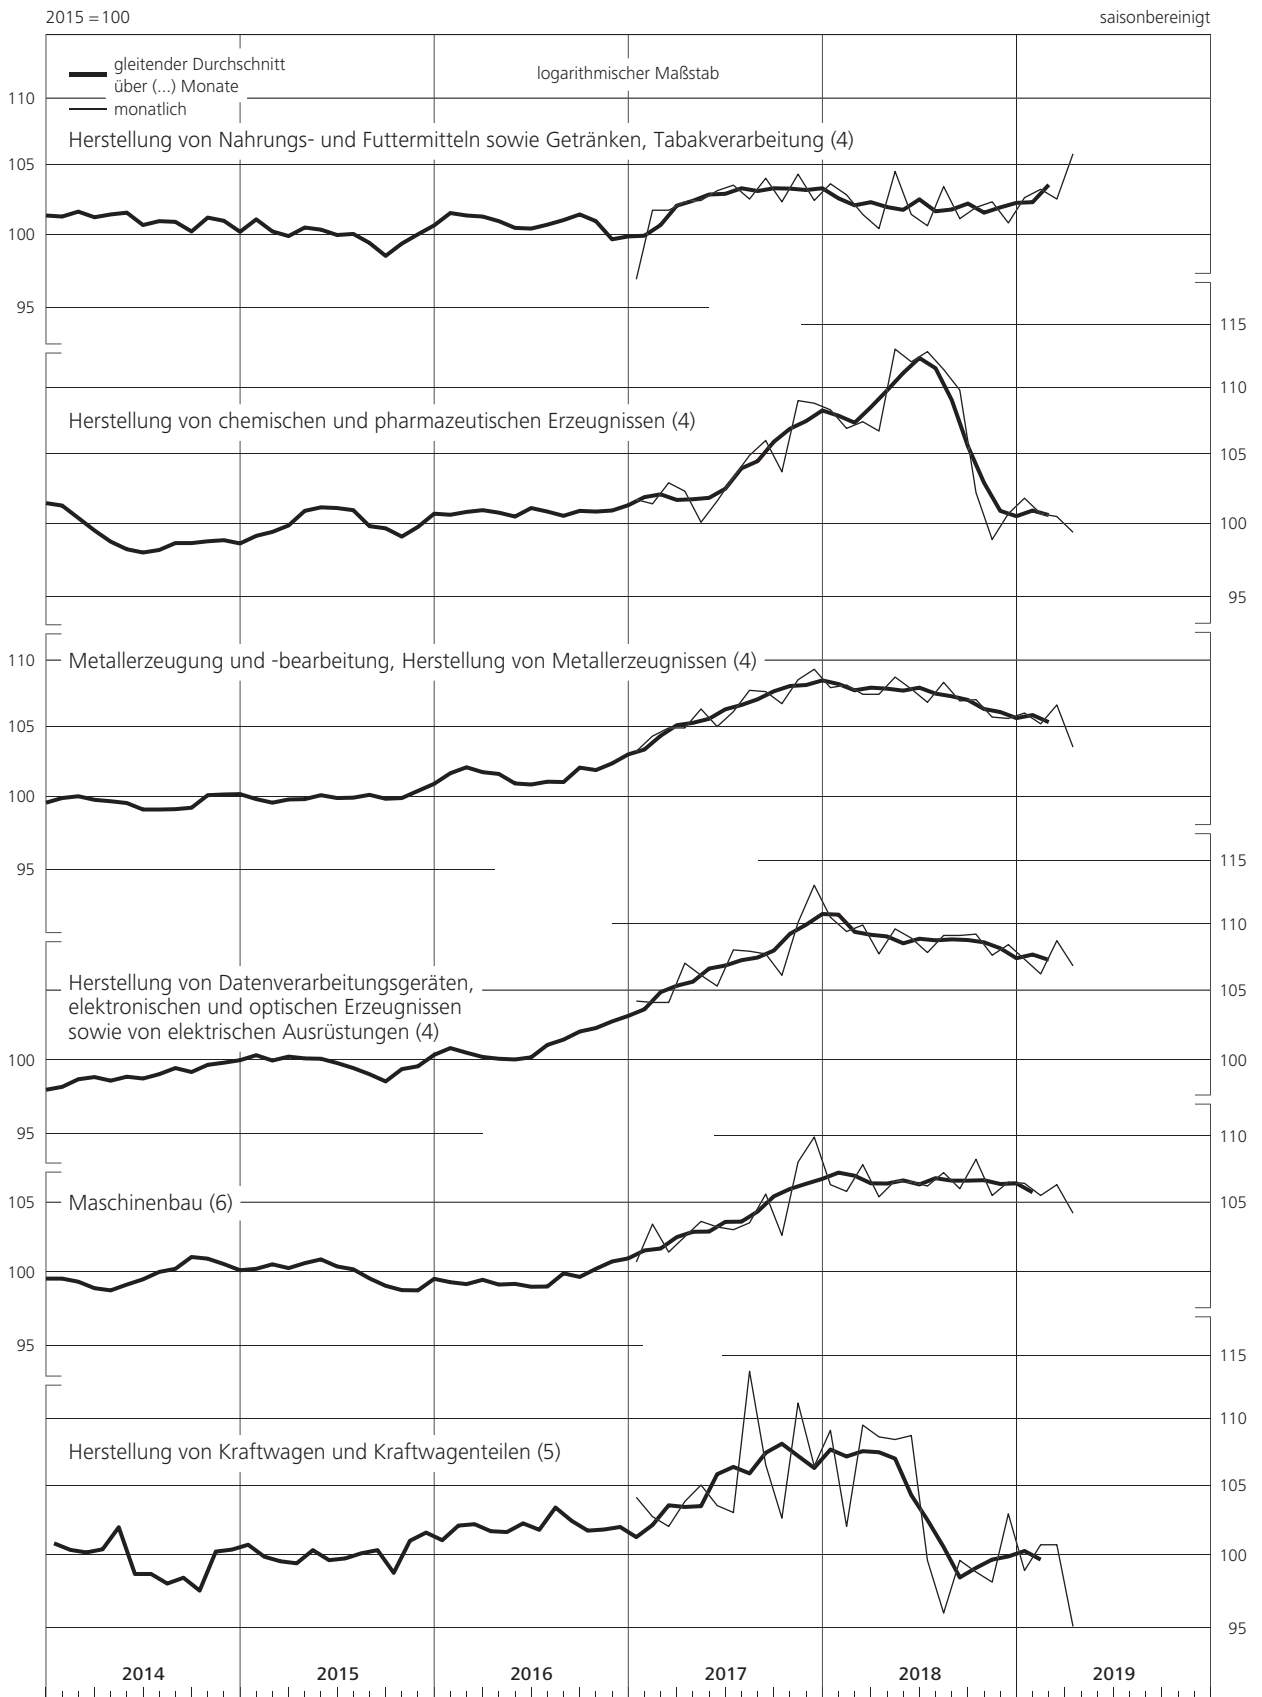 2015 = 100
saisonbereinigt
gleitender Durchschnitt
über (...) Monate
monatlich
logarithmischer Maßstab
110
Herstellung von Nahrungs- und Futtermitteln sowie Getränken, Tabakverarbeitung (4)
105
100
95
115
110
Herstellung von chemischen und pharmazeutischen Erzeugnissen (4)
105
100
95
110
Metallerzeugung und -bearbeitung, Herstellung von Metallerzeugnissen (4)
105
100
95
115
110
Herstellung von Datenverarbeitungsgeräten,
elektronischen und optischen Erzeugnissen
sowie von elektrischen Ausrüstungen (4)
105
100
100
95
110
105
Maschinenbau (6)
105
100
95
115
110
Herstellung von Kraftwagen und Kraftwagenteilen (5)
105
100
95
2014 2015 2016 2017 2018 2019